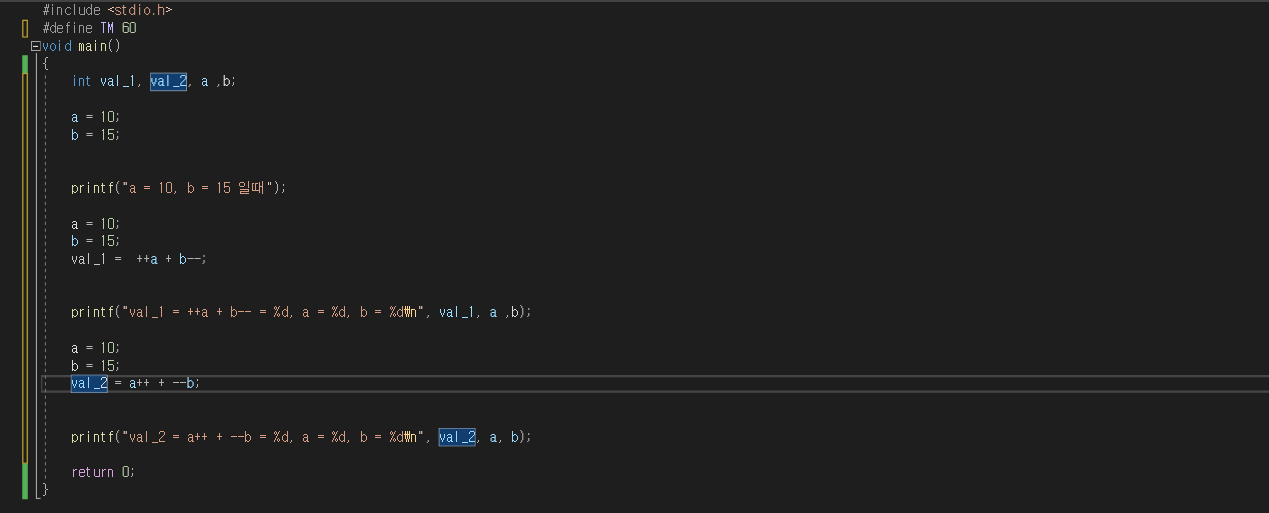 #include <stdio.h>
#define TM 60
void main()
{
int val_1, val_2, a ,b;
a = 10;
b = 15;
printf("a = 10, b = 15 일때");
a = 10;
b = 15;
val_1 =  ++a + b--;
printf("val_1 = ++a + b-- = %d, a = %d, b = %d₩n", val_1, a ,b);
a = 10;
b = 15;
val_2 = a++ + --b;
printf("val_2 = a++ + --b = %d, a = %d, b = %d₩n", val_2, a, b);
return 0;
}